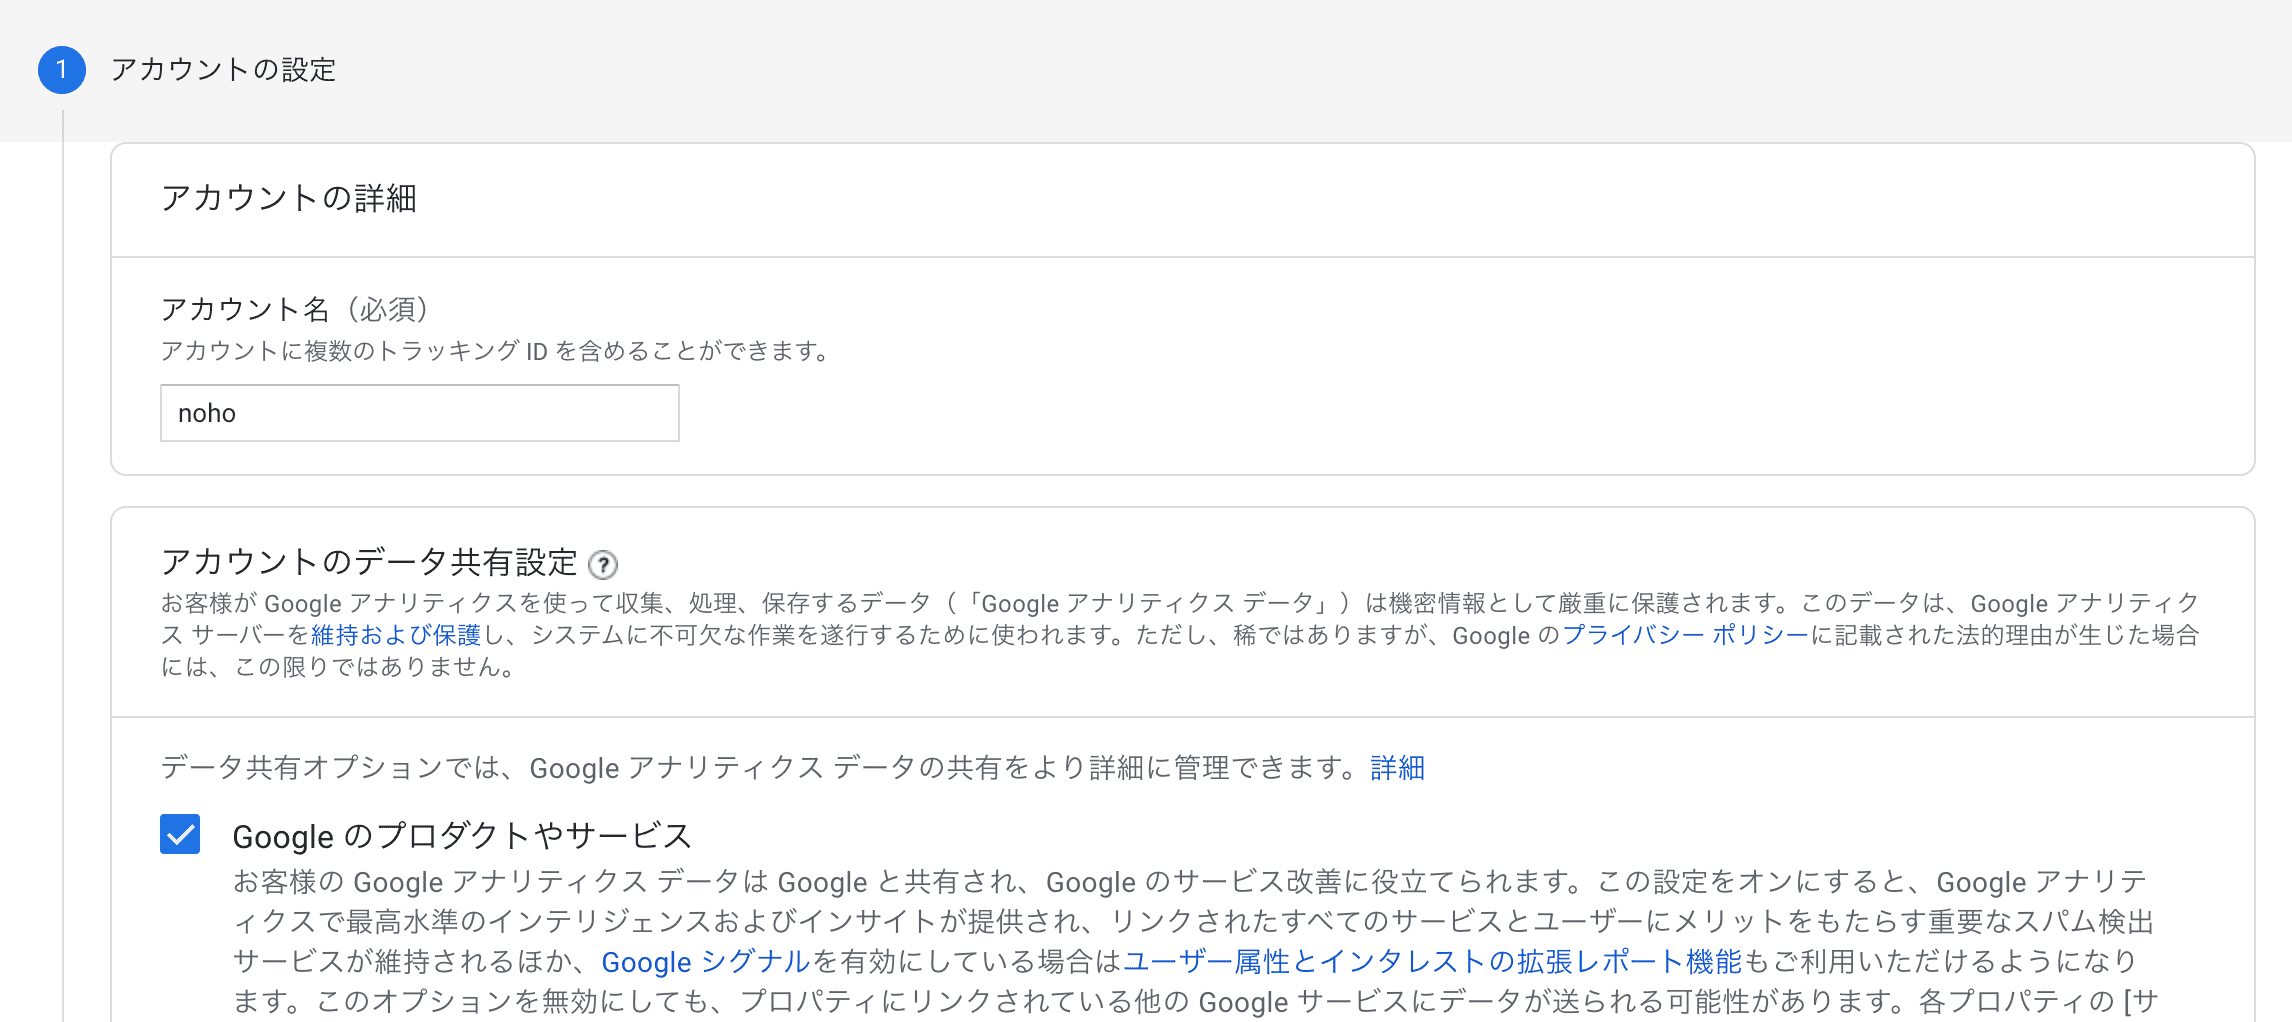 1 アカウントの設定
アカウントの詳細
アカウント名（必須）
アカウントに複数のトラッキング ID を含めることができます。
noho
アカウントのデータ共有設定 ?
お客様が Google アナリティクスを使って収集、処理、保存するデータ（「Google アナリティクス データ」）は機密情報として厳重に保護されます。このデータは、Google アナリティク
ス サーバーを維持および保護し、システムに不可欠な作業を遂行するために使われます。ただし、稀ではありますが、Google のプライバシー ポリシーに記載された法的理由が生じた場合
には、この限りではありません。
データ共有オプションでは、Google アナリティクス データの共有をより詳細に管理できます。詳細
Google のプロダクトやサービス
お客様の Google アナリティクス データは Google と共有され、Google のサービス改善に役立てられます。この設定をオンにすると、Google アナリテ
ィクスで最高水準のインテリジェンスおよびインサイトが提供され、リンクされたすべてのサービスとユーザーにメリットをもたらす重要なスパム検出
サービスが維持されるほか、Google シグナルを有効にしている場合はユーザー属性とインタレストの拡張レポート機能もご利用いただけるようになり
ます。このオプションを無効にしても、プロパティにリンクされている他の Google サービスにデータが送られる可能性があります。各プロパティの [サ